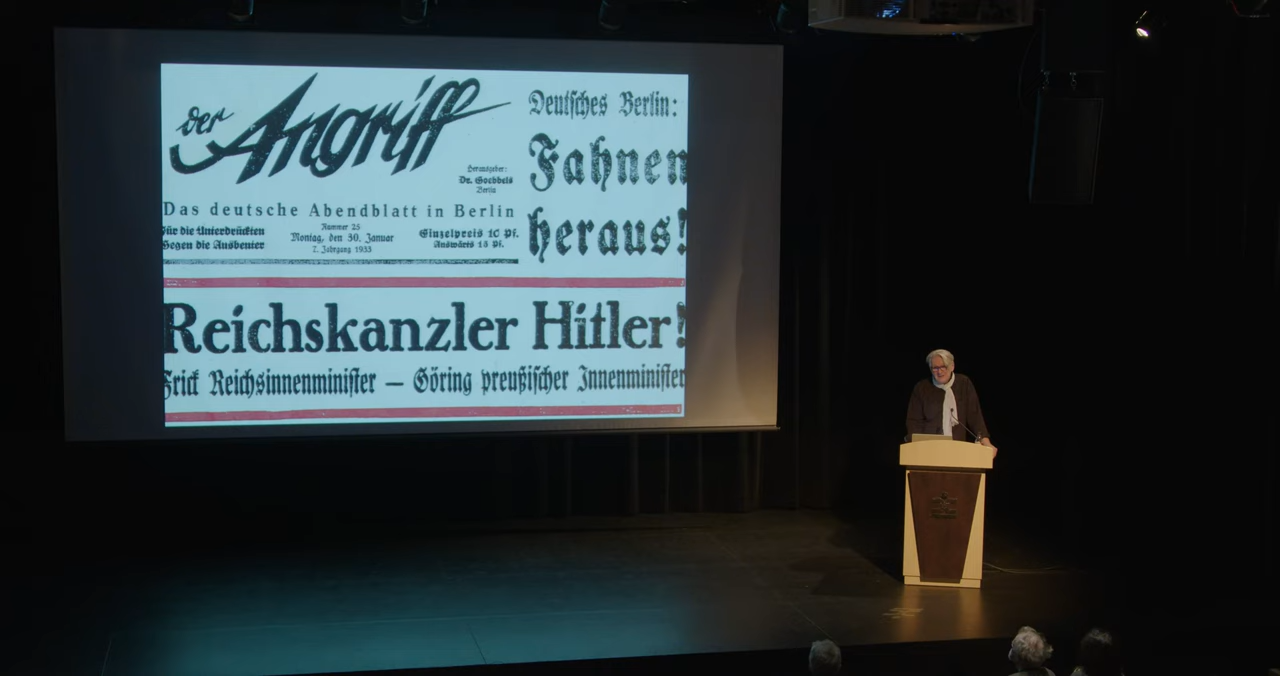 der Angriff
Herausgeber:
Dr. Goebbels
Berlin
Das deutsche Abendblatt in Berlin
Für die Unterdrückten
Gegen die Ausbeuter
Nummer 25
Montag, den 30. Januar
7. Jahrgang 1933
Einzelpreis 10 Pf.
Auswärts 15 Pf.
Deutsches Berlin:
Fahnen
heraus!
Reichskanzler Hitler!
Frick Reichsinnenminister — Göring preußischer Innenminister